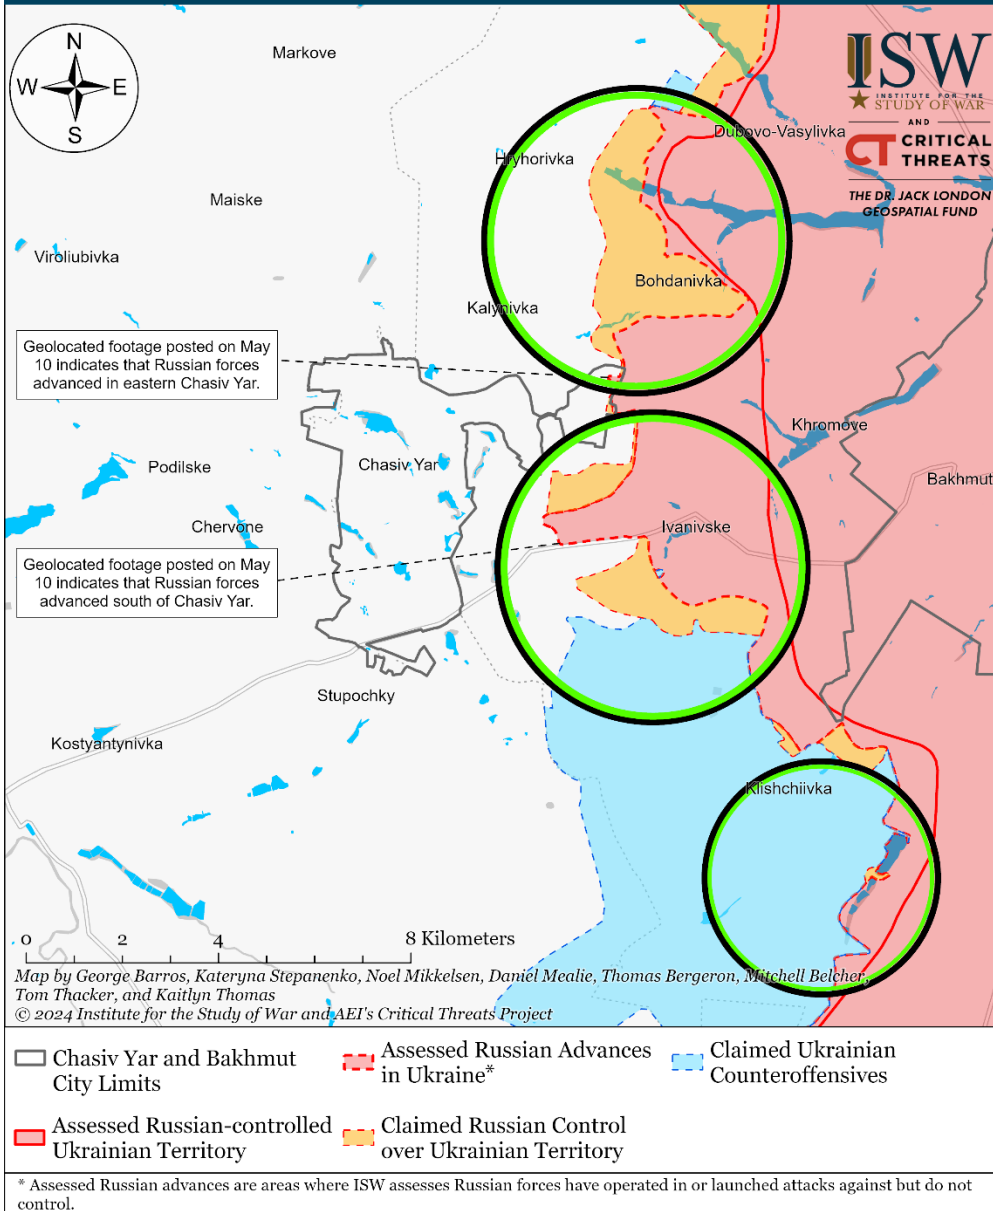 N
W
E
S
Markove
ISW
INSTITUTE FOR THE
STUDY OF WAR
AND
CT CRITICAL
THREATS
THE DR. JACK LONDON
GEOSPATIAL FUND
Dubovo-Vasylivka
Hryhorivka
Maiske
Viroliubivka
Bohdanivka
Kalynivka
Geolocated footage posted on May
10 indicates that Russian forces
advanced in eastern Chasiv Yar.
Khromove
Podilske
Chasiv Yar
Bakhmut
Chervone
Ivanivske
Geolocated footage posted on May
10 indicates that Russian forces
advanced south of Chasiv Yar.
Stupochky
Kostyantynivka
Klishchiivka
0 2 4 8 Kilometers
Map by George Barros, Kateryna Stepanenko, Noel Mikkelsen, Daniel Mealie, Thomas Bergeron, Mitchell Belcher,
Tom Thacker, and Kaitlyn Thomas
© 2024 Institute for the Study of War and AEI's Critical Threats Project
Chasiv Yar and Bakhmut
City Limits
Assessed Russian Advances
in Ukraine*
Claimed Ukrainian
Counteroffensives
Assessed Russian-controlled
Ukrainian Territory
Claimed Russian Control
over Ukrainian Territory
* Assessed Russian advances are areas where ISW assesses Russian forces have operated in or launched attacks against but do not
control.